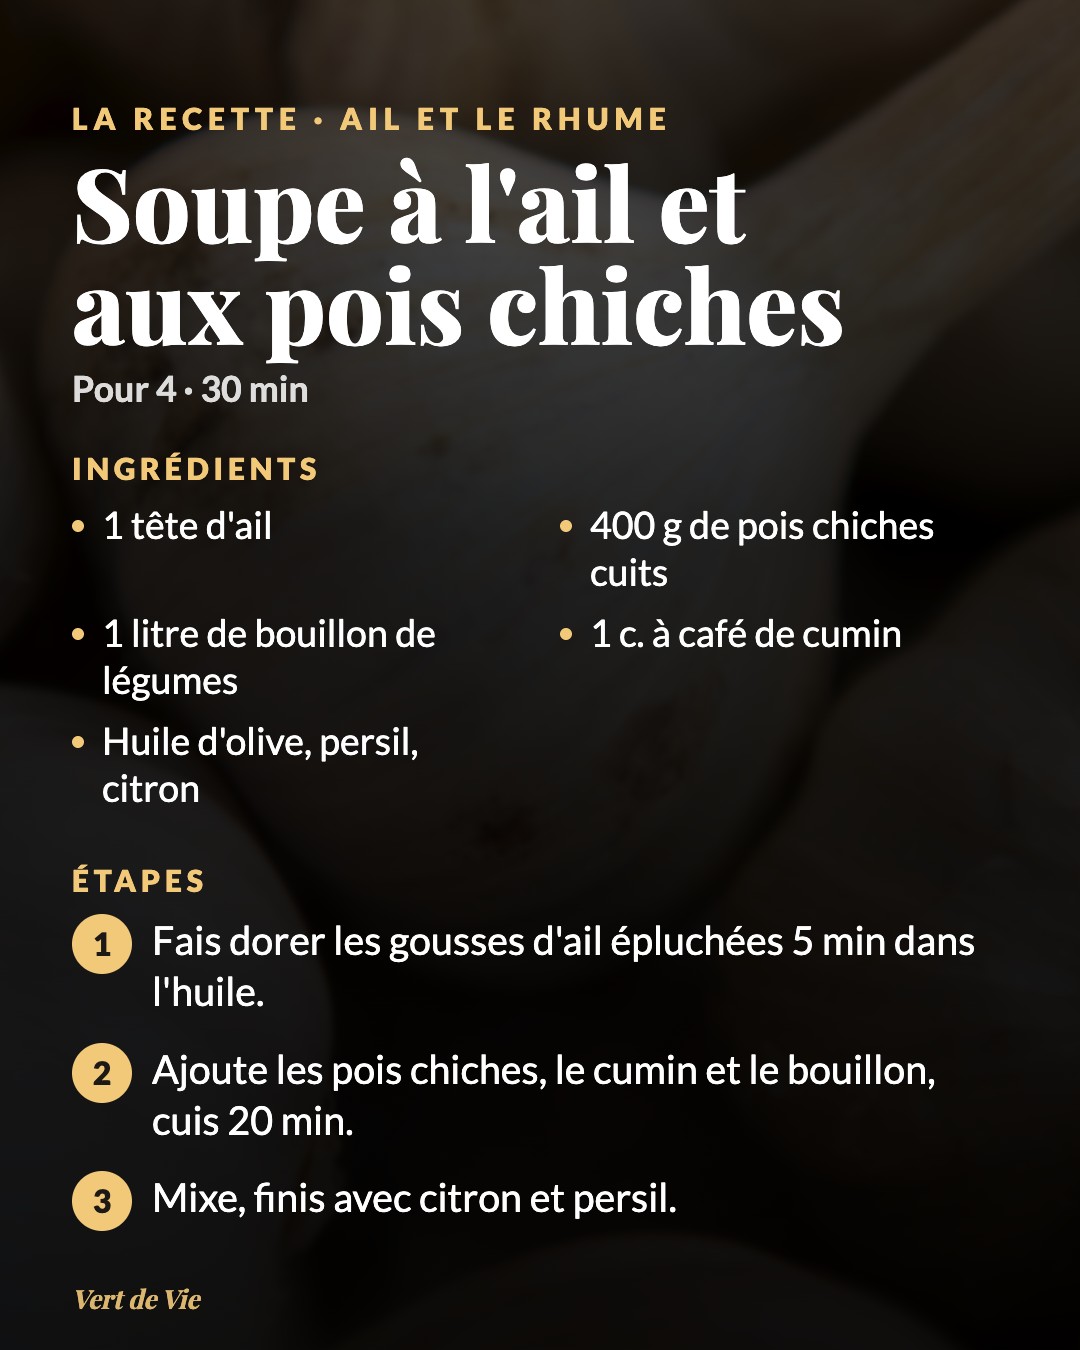 LA RECETTE · AIL ET LE RHUME
Soupe à l'ail et
aux pois chiches
Pour 4 · 30 min
INGRÉDIENTS
• 1 tête d'ail
• 400 g de pois chiches
cuits
• 1 litre de bouillon de
légumes
• 1 c. à café de cumin
• Huile d'olive, persil,
citron
ÉTAPES
1 Fais dorer les gousses d'ail épluchées 5 min dans
l'huile.
2 Ajoute les pois chiches, le cumin et le bouillon,
cuis 20 min.
3 Mixe, finis avec citron et persil.
Vert de Vie